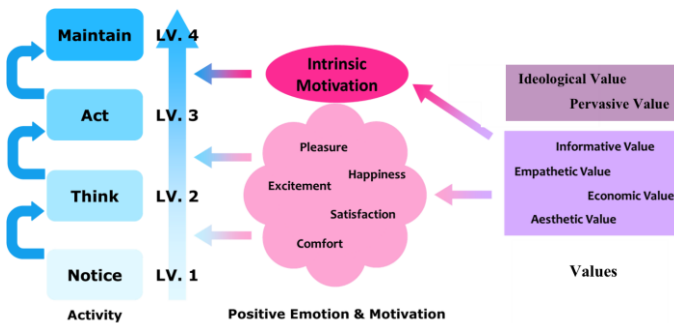 Maintain
LV. 4
Act
LV. 3
Think
LV. 2
Notice
LV. 1
Activity
Intrinsic
Motivation
Pleasure
Happiness
Excitement
Satisfaction
Comfort
Positive Emotion & Motivation
Ideological Value
Pervasive Value
Informative Value
Empathetic Value
Economic Value
Aesthetic Value
Values